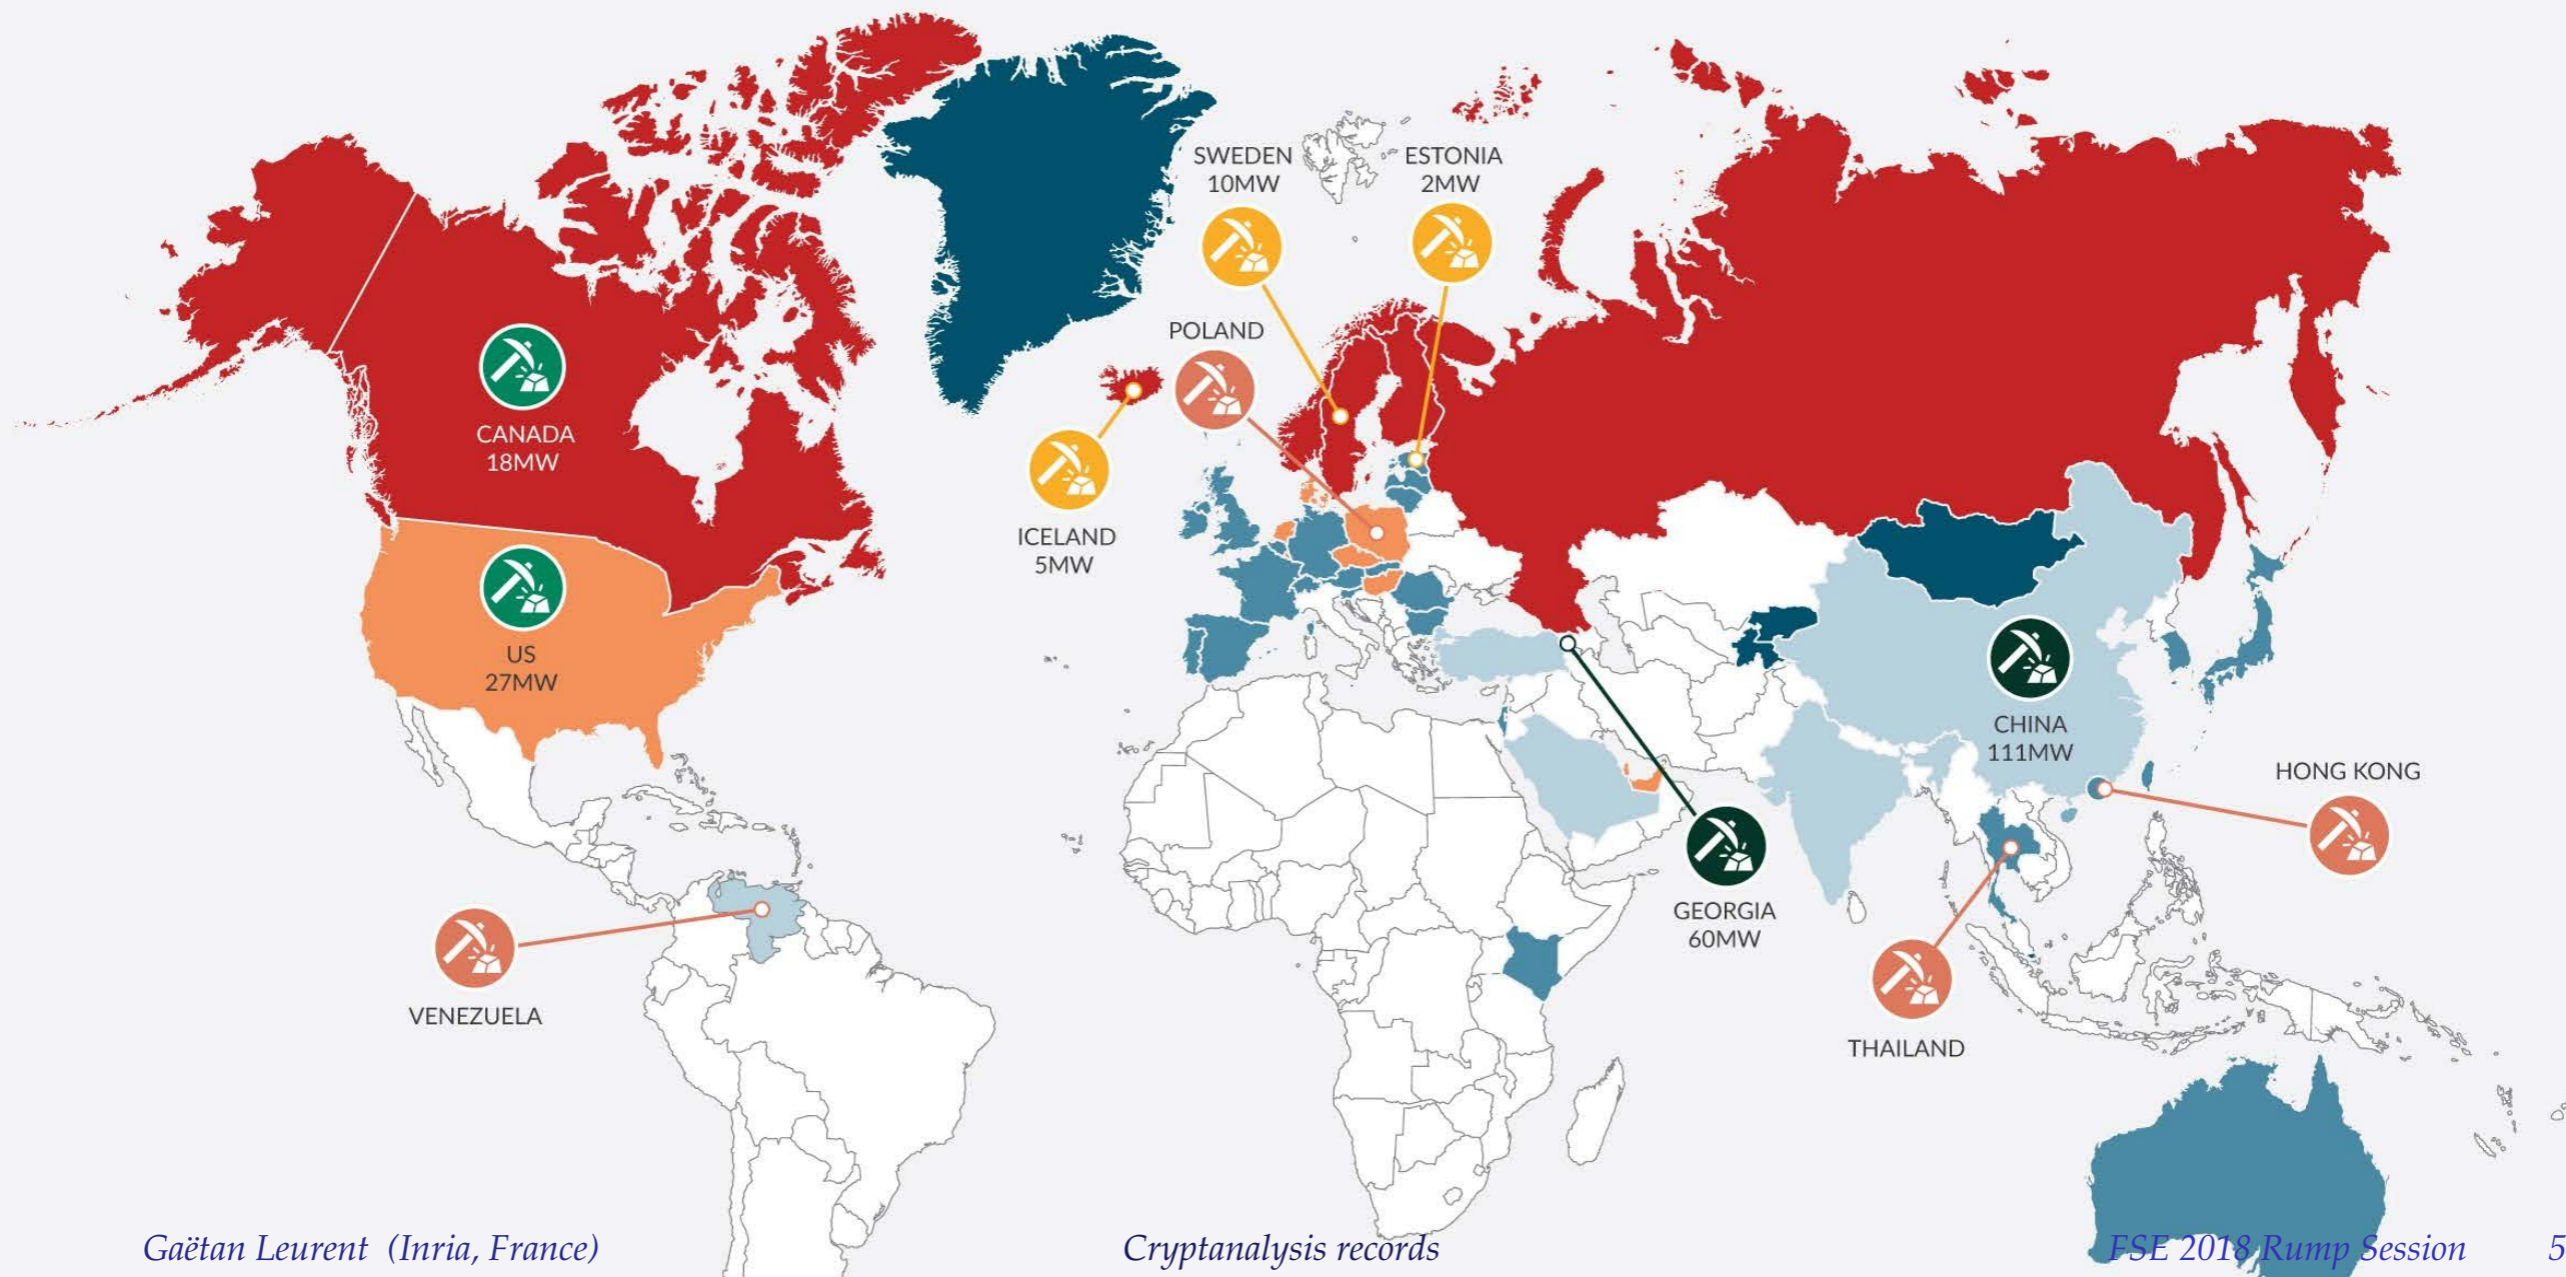 SWEDEN
10MW
ESTONIA
2MW
POLAND
CANADA
18MW
ICELAND
5MW
US
27MW
CHINA
111MW
HONG KONG
GEORGIA
60MW
VENEZUELA
THAILAND
Gaëtan Leurent (Inria, France)
Cryptanalysis records
FSE 2018 Rump Session
5